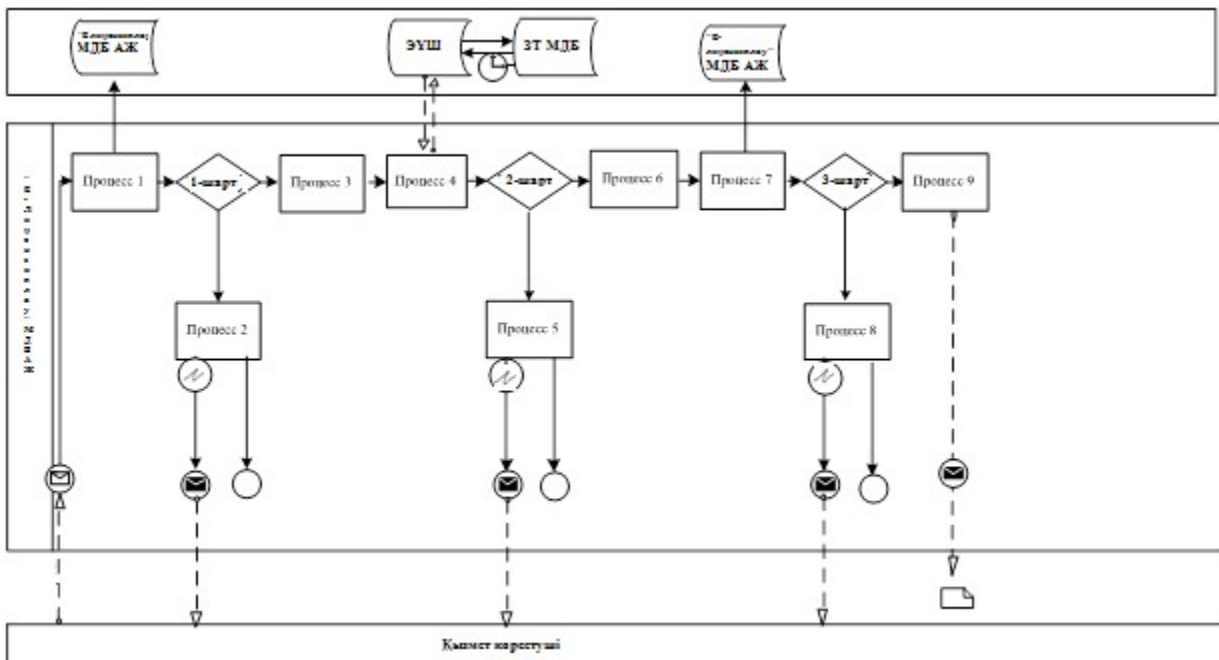 МДБ АЖ
ЭҮШ
ЗТ МДБ
МДБ АЖ
Процесс 1
1-шарт
Процесс 3
Процесс 4
2-шарт
Процесс 6
Процесс 7
3-шарт
Процесс 9
Процесс 2
Процесс 5
Процесс 8
Қызмет көрсетуші